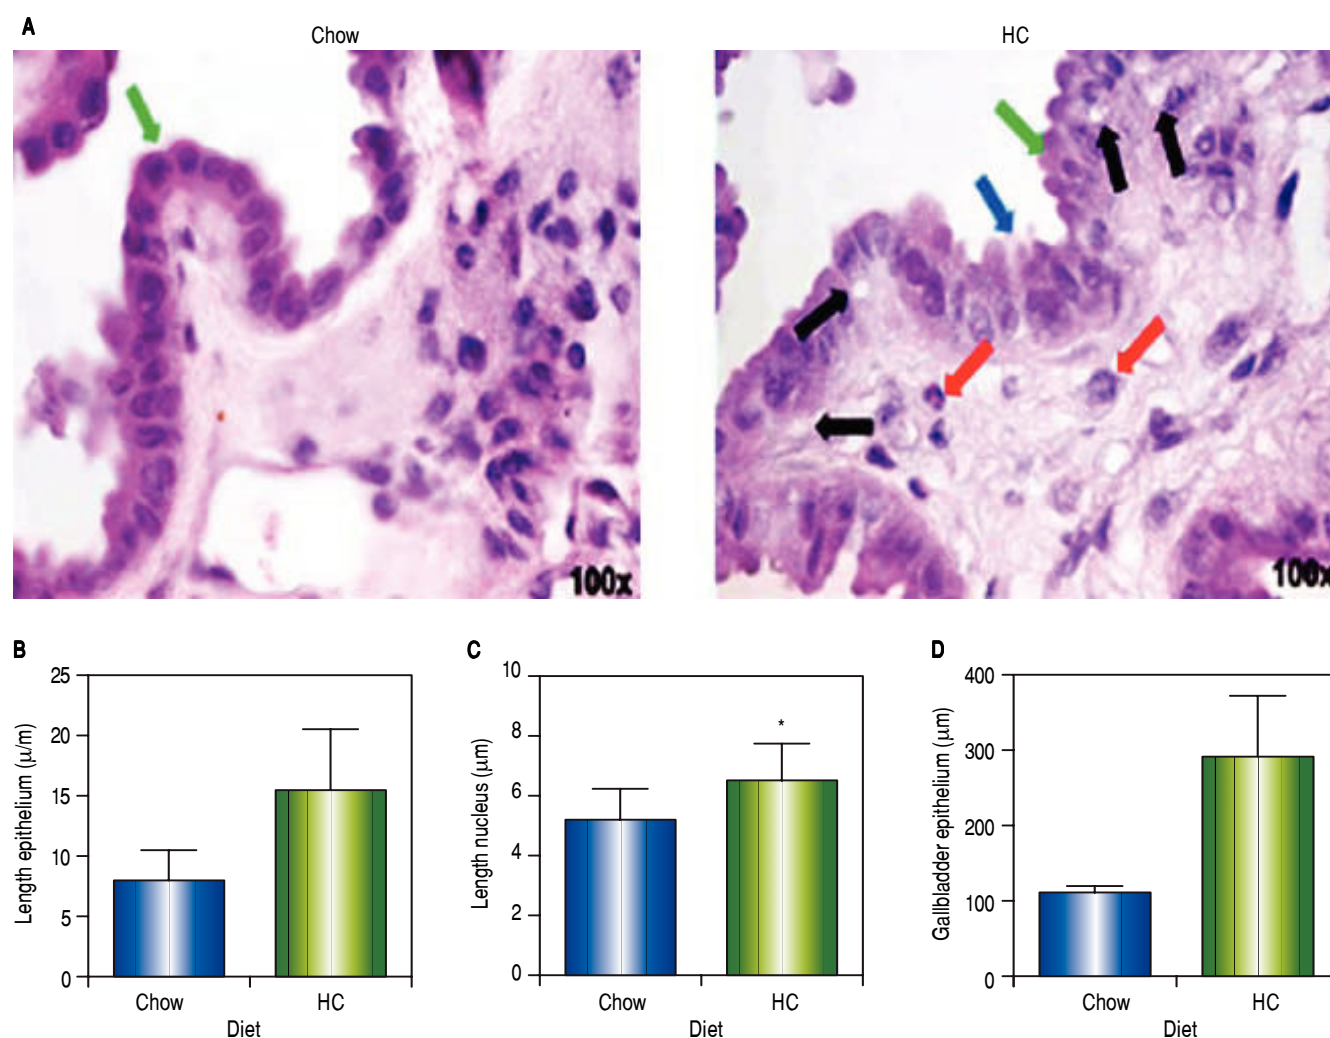 A
Chow
HC
100x
100x
B
Length epithelium (μ/m)
25
20
15
10
5
0
Chow
HC
Diet
C
Length nucleus (μm)
10
8
6
4
2
0
*
Chow
HC
Diet
D
Gallbladder epithelium (μm)
400
300
200
100
0
Chow
HC
Diet